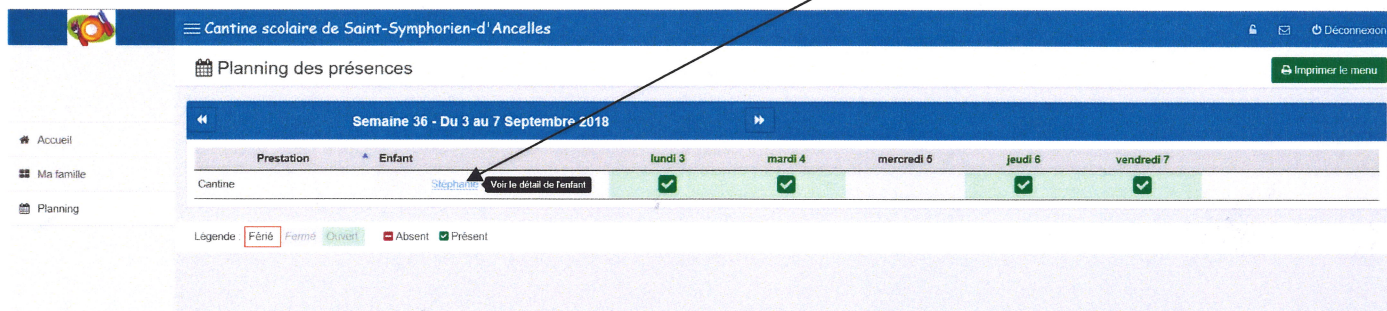 Cantine scolaire de Saint-Symphorien-d'Ancelles
Déconnexion
Planning des présences
Imprimer le menu
Semaine 36 - Du 3 au 7 Septembre 2018
Accueil
Ma famille
Planning
Prestation Enfant lundi 3 mardi 4 mercredi 5 jeudi 6 vendredi 7
Cantine Stéphanie Voir le détail de l'enfant
Légende : Férié Fermé Ouvert Absent Présent